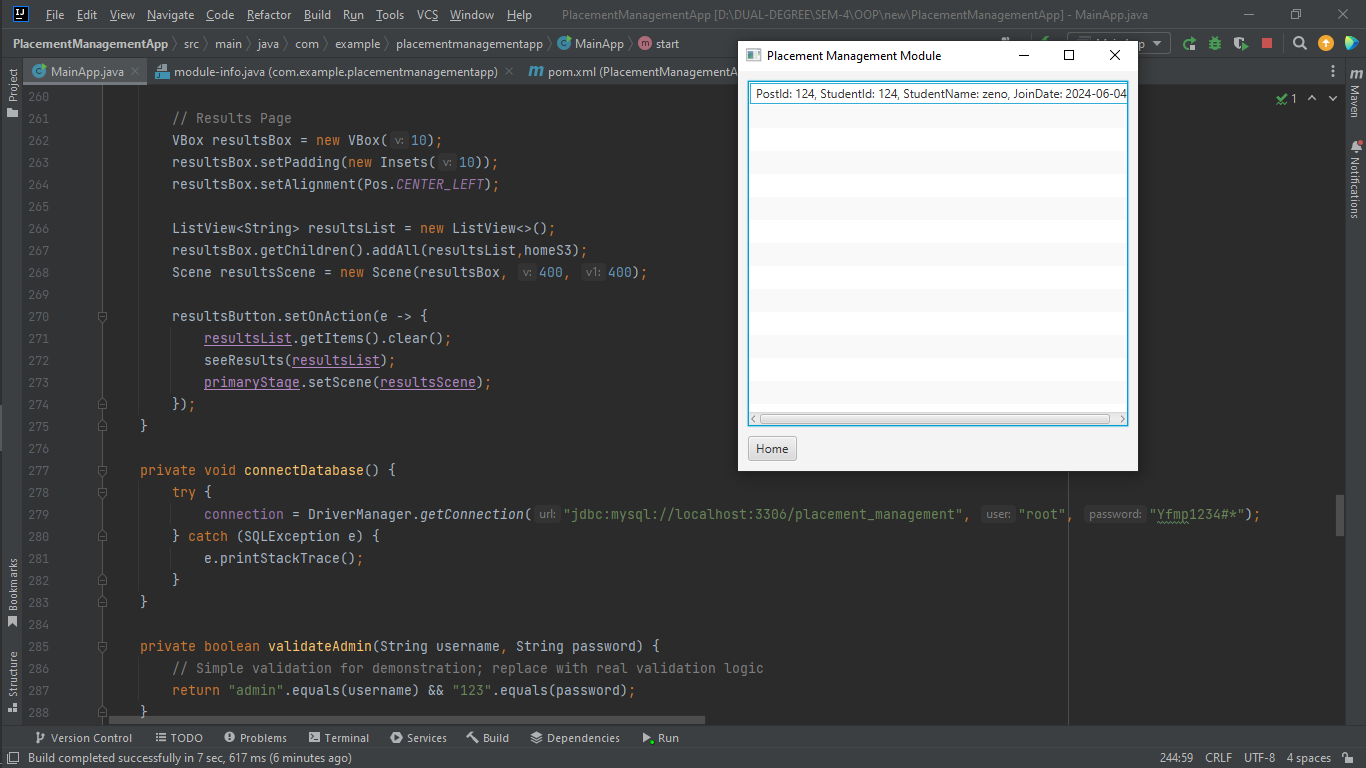 File Edit View Navigate Code Refactor Build Run Tools VCS Window Help PlacementManagementApp [D:\DUAL-DEGREE\SEM-4\OOP\new\PlacementManagementApp] - MainApp.java
PlacementManagementApp src main java com example placementmanagementapp MainApp start
MainApp.java module-info.java (com.example.placementmanagementapp) pom.xml (PlacementManagementA
Project
Bookmarks
Structure
Maven
Notifications
1
260
261 // Results Page
262 VBox resultsBox = new VBox( v: 10);
263 resultsBox.setPadding(new Insets( v: 10));
264 resultsBox.setAlignment(Pos.CENTER_LEFT);
265
266 ListView<String> resultsList = new ListView<>();
267 resultsBox.getChildren().addAll(resultsList,homeS3);
268 Scene resultsScene = new Scene(resultsBox, v: 400, v1: 400);
269
270 resultsButton.setOnAction(e -> {
271 resultsList.getItems().clear();
272 seeResults(resultsList);
273 primaryStage.setScene(resultsScene);
274 });
275 }
276
277 private void connectDatabase() {
278 try {
279 connection = DriverManager.getConnection( url: "jdbc:mysql://localhost:3306/placement_management", user: "root", password: "Yfmp1234#*");
280 } catch (SQLException e) {
281 e.printStackTrace();
282 }
283 }
284
285 private boolean validateAdmin(String username, String password) {
286 // Simple validation for demonstration; replace with real validation logic
287 return "admin".equals(username) && "123".equals(password);
288 }
Placement Management Module
PostId: 124, StudentId: 124, StudentName: zeno, JoinDate: 2024-06-04
Home
Version Control TODO Problems Terminal Services Build Dependencies Run
Build completed successfully in 7 sec, 617 ms (6 minutes ago) 244:59 CRLF UTF-8 4 spaces